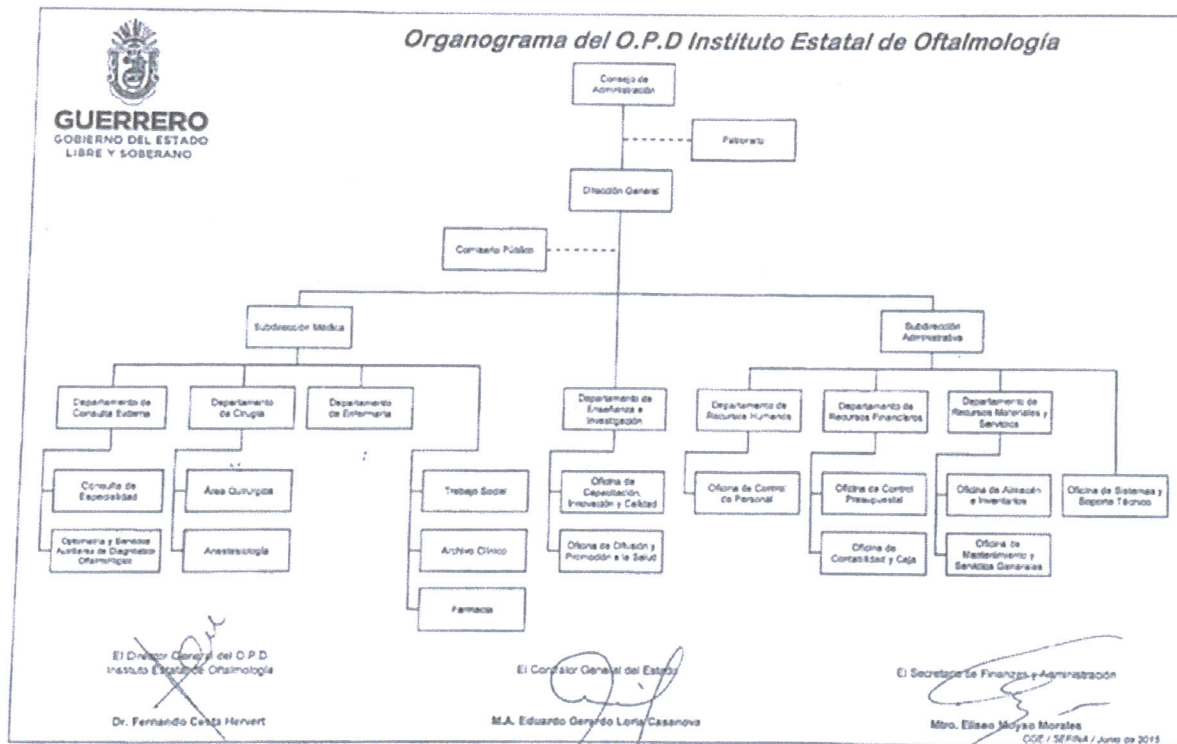 Organograma del O.P.D Instituto Estatal de Oftalmología
GUERRERO
GOBIERNO DEL ESTADO
LIBRE Y SOBERANO
Consejo de
Administración
Patronato
Dirección General
Comisario Público
Subdirección Médica
Subdirección
Administrativa
Departamento de
Consulta Externa
Departamento
de Cirugía
Departamento
de Enfermería
Departamento de
Enseñanza e
Investigación
Departamento de
Recursos Humanos
Departamento de
Recursos Financieros
Departamento de
Recursos Materiales y
Servicios
Consulta de
Especialidad
Área Quirúrgica
Trabajo Social
Oficina de
Capacitación,
Innovación y Calidad
Oficina de Control
de Personal
Oficina de Control
Presupuestal
Oficina de Almacén
e Inventarios
Oficina de Sistemas y
Soporte Técnico
Optometría y Servicios
Auxiliares de Diagnóstico
Oftalmológico
Anestesiología
Archivo Clínico
Oficina de Difusión y
Promoción a la Salud
Oficina de
Contabilidad y Caja
Oficina de
Mantenimiento y
Servicios Generales
Farmacia
El Director General del O.P.D
Instituto Estatal de Oftalmología
El Contralor General del Estado
El Secretario de Finanzas y Administración
Dr. Fernando Hervert
M.A. Eduardo Gerardo Loria Casanova
Mtro. Eliseo Moyao Morales
CGE / SEFINA / Junio de 2015